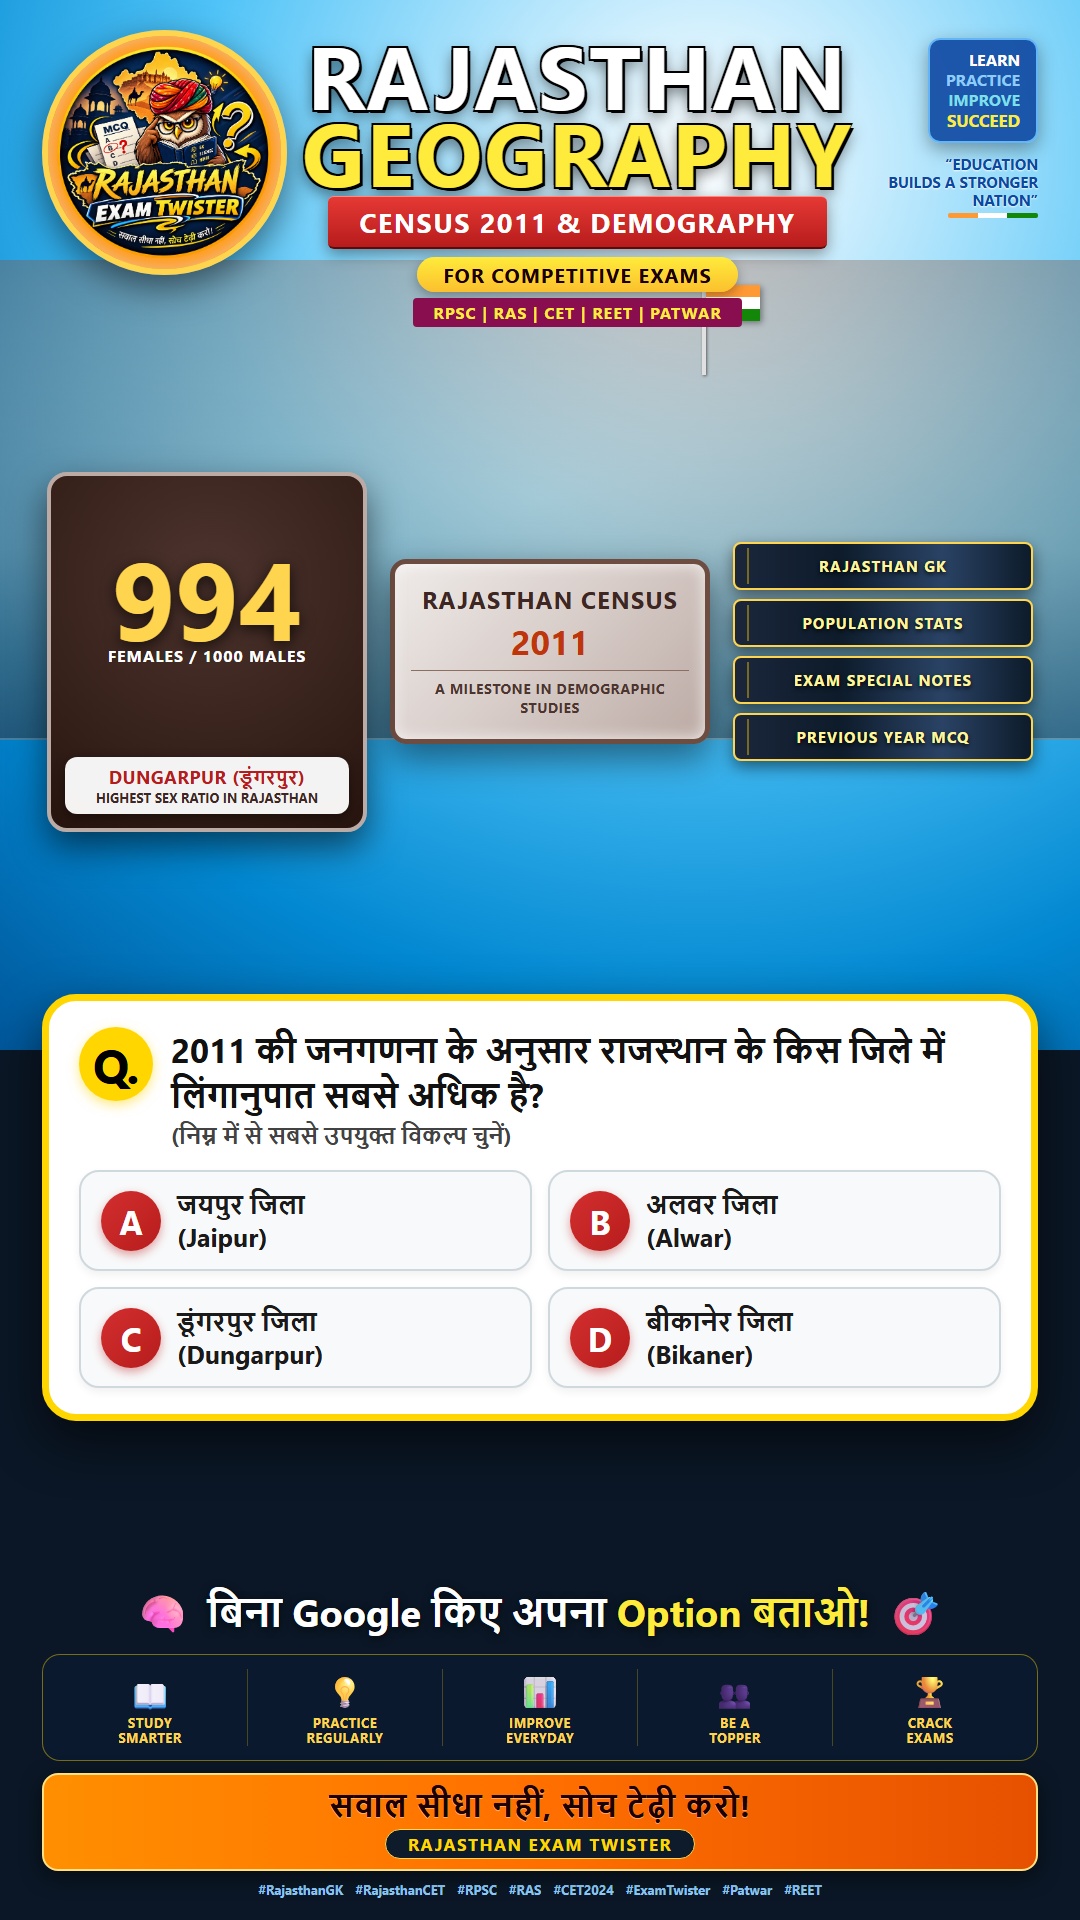 MCQ
A
B ?
C
D
?
RAJASTHAN
EXAM TWISTER
सवाल सीधा नहीं, सोच टेढ़ी करो!
RAJASTHAN
GEOGRAPHY
CENSUS 2011 & DEMOGRAPHY
FOR COMPETITIVE EXAMS
RPSC | RAS | CET | REET | PATWAR
LEARN
PRACTICE
IMPROVE
SUCCEED
“EDUCATION
BUILDS A STRONGER
NATION”
994
FEMALES / 1000 MALES
DUNGARPUR (डूंगरपुर)
HIGHEST SEX RATIO IN RAJASTHAN
RAJASTHAN CENSUS
2011
A MILESTONE IN DEMOGRAPHIC
STUDIES
RAJASTHAN GK
POPULATION STATS
EXAM SPECIAL NOTES
PREVIOUS YEAR MCQ
Q.
2011 की जनगणना के अनुसार राजस्थान के किस जिले में
लिंगानुपात सबसे अधिक है?
(निम्न में से सबसे उपयुक्त विकल्प चुनें)
A जयपुर जिला
(Jaipur)
B अलवर जिला
(Alwar)
C डूंगरपुर जिला
(Dungarpur)
D बीकानेर जिला
(Bikaner)
बिना Google किए अपना Option बताओ!
STUDY
SMARTER
PRACTICE
REGULARLY
IMPROVE
EVERYDAY
BE A
TOPPER
CRACK
EXAMS
सवाल सीधा नहीं, सोच टेढ़ी करो!
RAJASTHAN EXAM TWISTER
#RajasthanGK #RajasthanCET #RPSC #RAS #CET2024 #ExamTwister #Patwar #REET